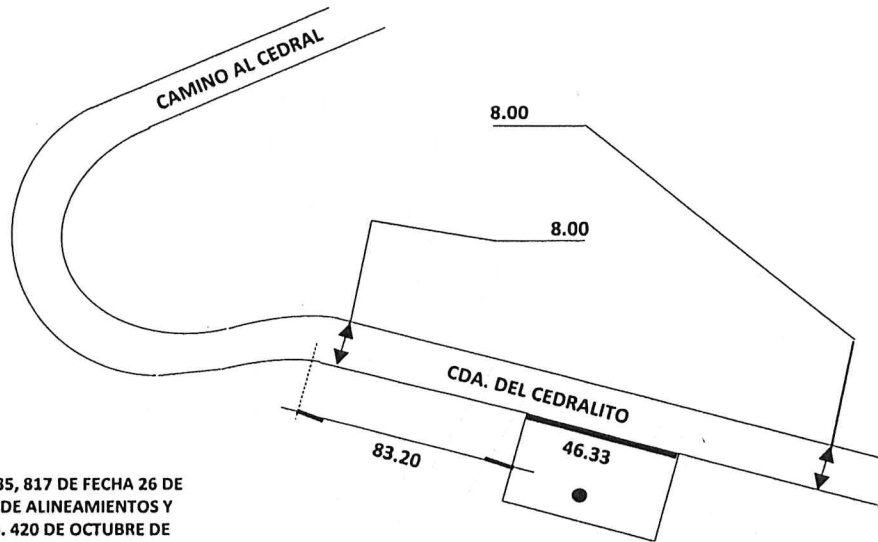 CAMINO AL CEDRAL
8.00
8.00
CDA. DEL CEDRALITO
83.20
46.33
35, 817 DE FECHA 26 DE
DE ALINEAMIENTOS Y
. 420 DE OCTUBRE DE